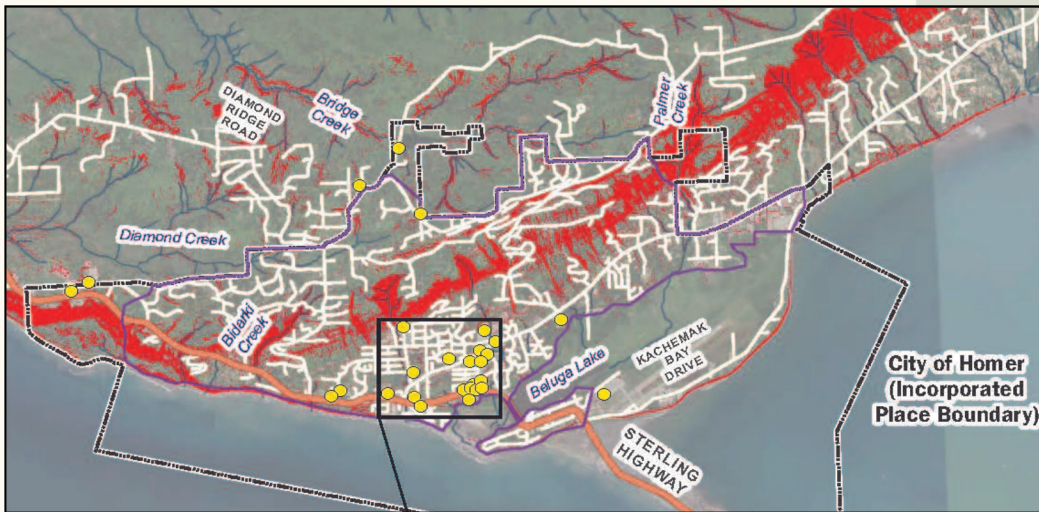 DIAMOND
RIDGE
ROAD
Bridge
Creek
Palmer
Creek
Diamond Creek
Bidarki
Creek
Beluga Lake
KACHEMAK
BAY
DRIVE
City of Homer
(Incorporated
Place Boundary)
STERLING
HIGHWAY